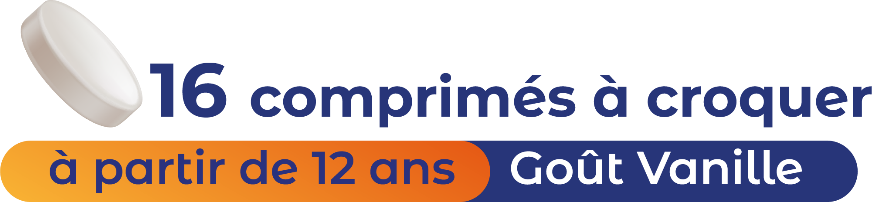 16 comprimés à croquer
à partir de 12 ans Goût Vanille